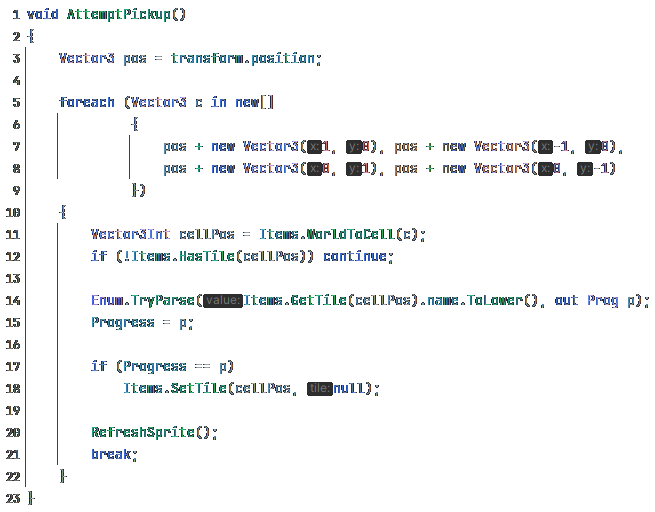 1 void AttemptPickup()
2 {
3 Vector3 pos = transform.position;
4
5 foreach (Vector3 c in new[]
6 {
7 pos + new Vector3(x:1, y:0), pos + new Vector3(x:-1, y:0),
8 pos + new Vector3(x:0, y:1), pos + new Vector3(x:0, y:-1)
9 })
10 {
11 Vector3Int cellPos = Items.WorldToCell(c);
12 if (!Items.HasTile(cellPos)) continue;
13
14 Enum.TryParse(value:Items.GetTile(cellPos).name.ToLower(), out Prog p);
15 Progress = p;
16
17 if (Progress == p)
18 Items.SetTile(cellPos, tile:null);
19
20 RefreshSprite();
21 break;
22 }
23 }